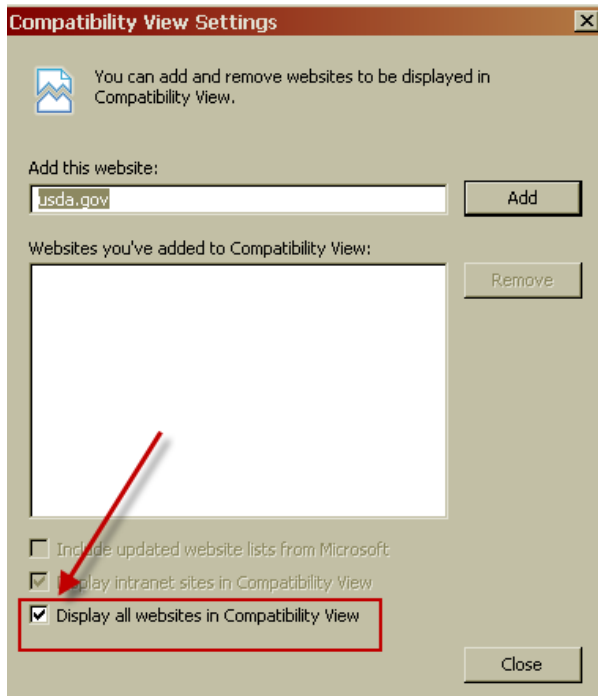 Compatibility View Settings
You can add and remove websites to be displayed in
Compatibility View.
Add this website:
usda.gov
Add
Websites you've added to Compatibility View:
Remove
Include updated website lists from Microsoft
Display intranet sites in Compatibility View
Display all websites in Compatibility View
Close